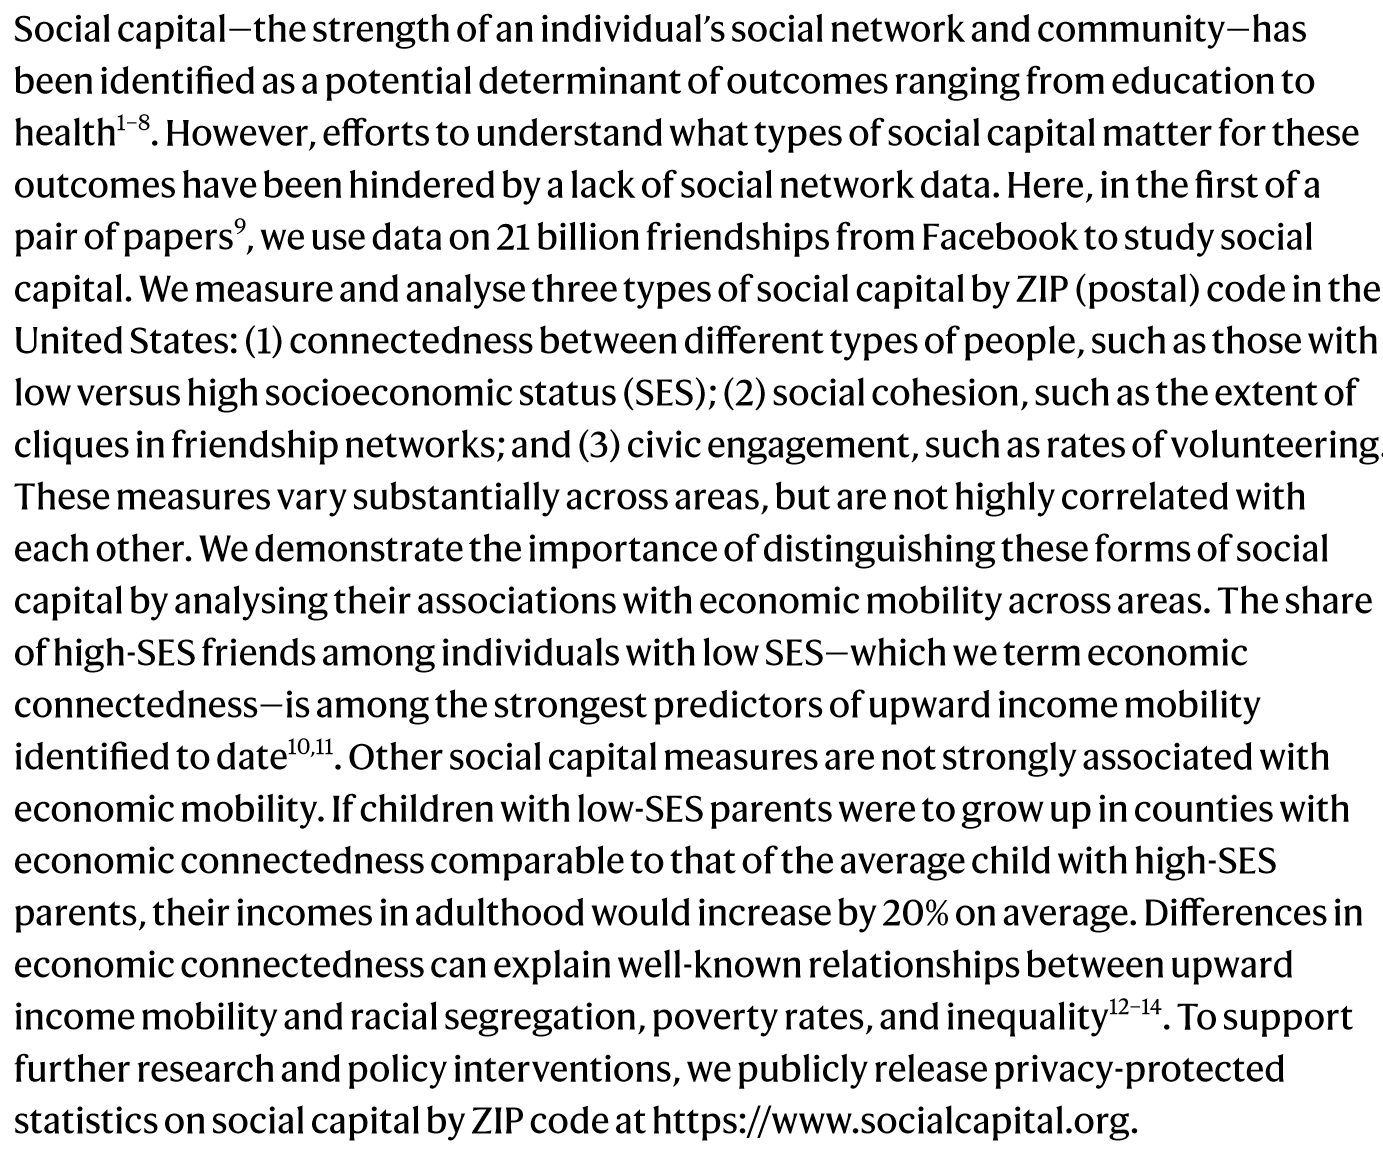 Social capital—the strength of an individual’s social network and community—has
been identified as a potential determinant of outcomes ranging from education to
health1–8. However, efforts to understand what types of social capital matter for these
outcomes have been hindered by a lack of social network data. Here, in the first of a
pair of papers9, we use data on 21 billion friendships from Facebook to study social
capital. We measure and analyse three types of social capital by ZIP (postal) code in the
United States: (1) connectedness between different types of people, such as those with
low versus high socioeconomic status (SES); (2) social cohesion, such as the extent of
cliques in friendship networks; and (3) civic engagement, such as rates of volunteering.
These measures vary substantially across areas, but are not highly correlated with
each other. We demonstrate the importance of distinguishing these forms of social
capital by analysing their associations with economic mobility across areas. The share
of high-SES friends among individuals with low SES—which we term economic
connectedness—is among the strongest predictors of upward income mobility
identified to date10,11. Other social capital measures are not strongly associated with
economic mobility. If children with low-SES parents were to grow up in counties with
economic connectedness comparable to that of the average child with high-SES
parents, their incomes in adulthood would increase by 20% on average. Differences in
economic connectedness can explain well-known relationships between upward
income mobility and racial segregation, poverty rates, and inequality12–14. To support
further research and policy interventions, we publicly release privacy-protected
statistics on social capital by ZIP code at https://www.socialcapital.org.